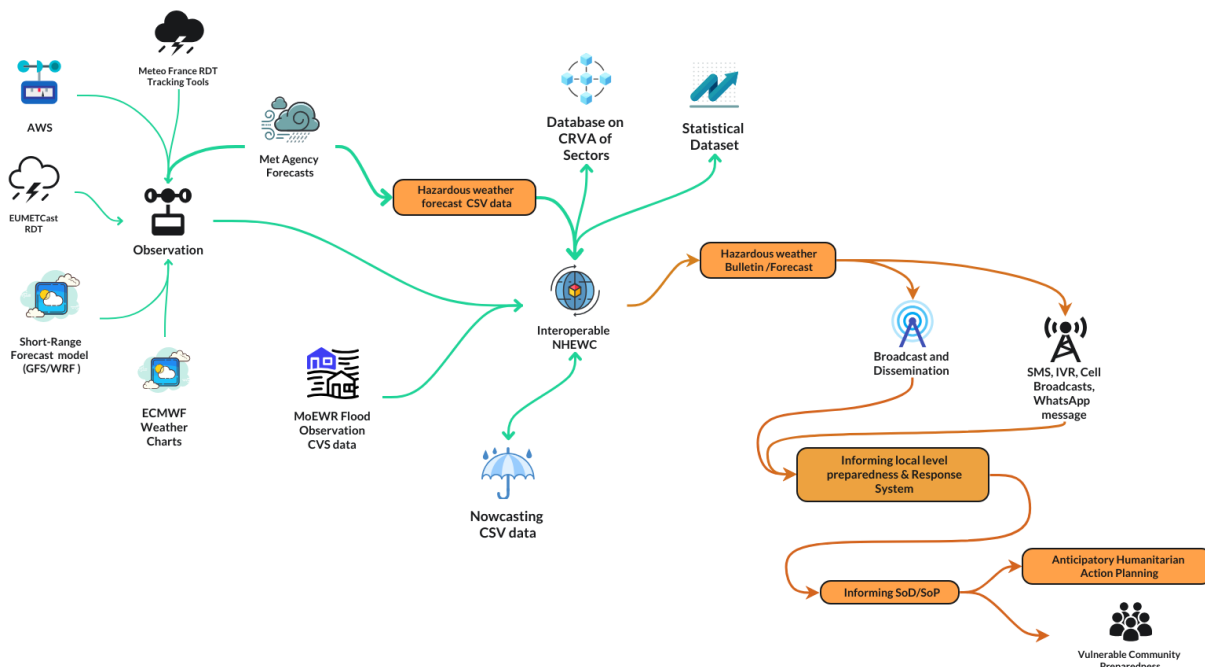 Meteo France RDT
Tracking Tools
AWS
EUMETCast
RDT
Observation
Short-Range
Forecast model
(GFS/WRF )
ECMWF
Weather
Charts
Met Agency
Forecasts
Hazardous weather
forecast CSV data
Database on
CRVA of
Sectors
Statistical
Dataset
Interoperable
NHEWC
MoEWR Flood
Observation
CVS data
Nowcasting
CSV data
Hazardous weather
Bulletin /Forecast
Broadcast and
Dissemination
SMS, IVR, Cell
Broadcasts,
WhatsApp
message
Informing local level
preparedness & Response
System
Informing SoD/SoP
Anticipatory Humanitarian
Action Planning
Vulnerable Community
Preparedness